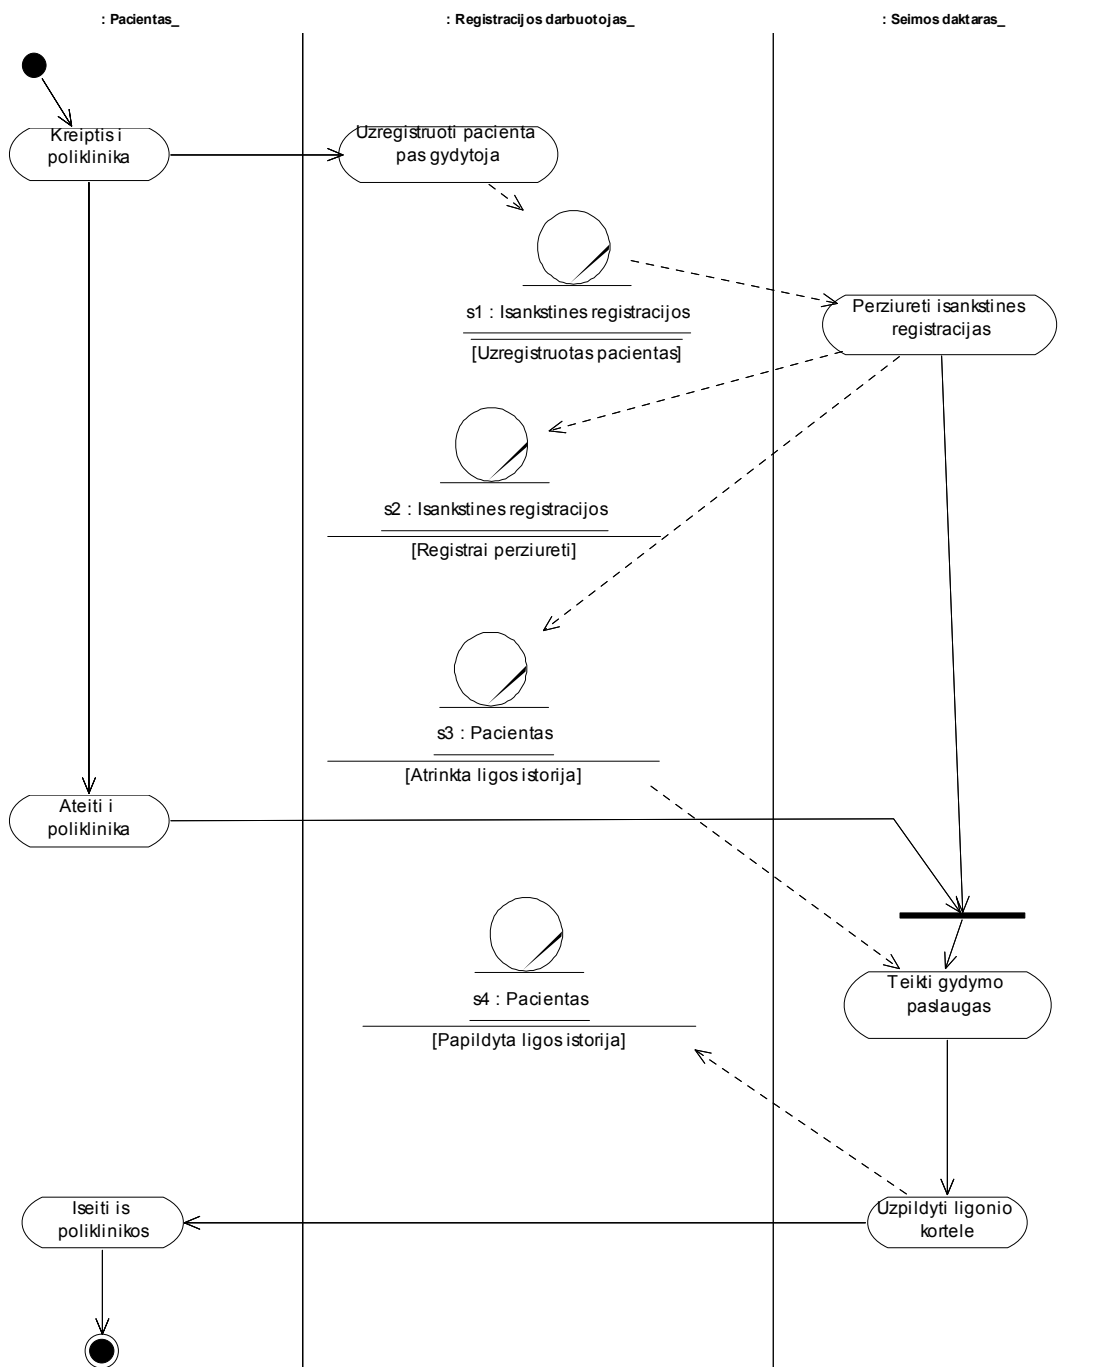 : Pacientas_
: Registracijos darbuotojas_
: Seimos daktaras_
Kreiptis i
poliklinika
Uzregistruoti pacienta
pas gydytoja
s1 : Isankstines registracijos
[Uzregistruotas pacientas]
Perziureti isankstines
registracijas
s2 : Isankstines registracijos
[Registrai perziureti]
s3 : Pacientas
[Atrinkta ligos istorija]
Ateiti i
poliklinika
s4 : Pacientas
[Papildyta ligos istorija]
Teikti gydymo
paslaugas
Iseiti is
poliklinikos
Uzpildyti ligonio
kortele